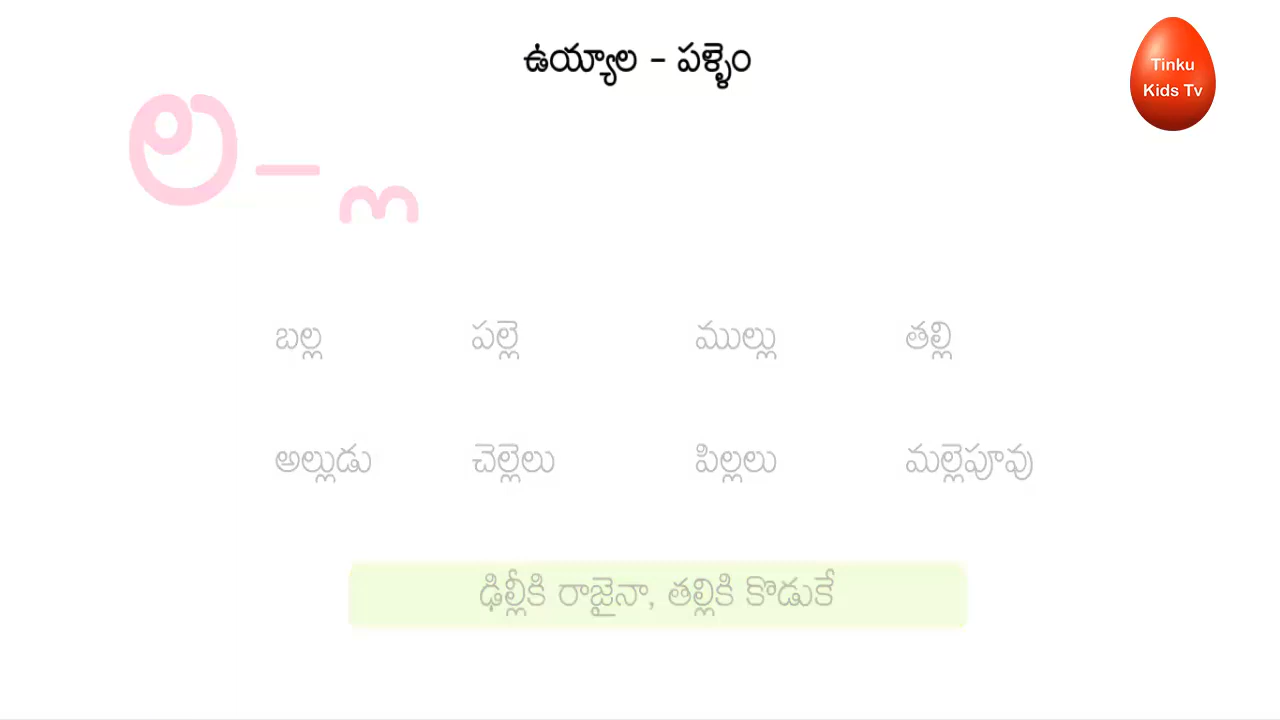 ఉయ్యాల - పళ్ళెం
Tinku
Kids Tv
ల - ్ల
బల్ల పల్లె ముల్లు తల్లి
అల్లుడు చెల్లెలు పిల్లలు మల్లెపూవు
ఢిల్లీకి రాజైనా, తల్లికి కొడుకే